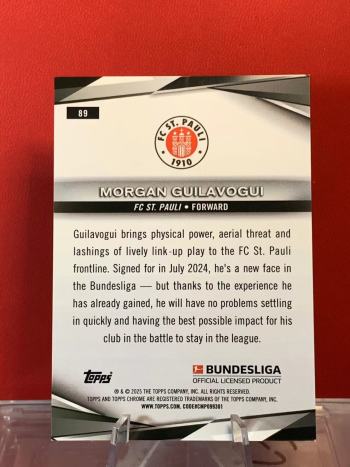 89
FC ST. PAULI
1910
MORGAN GUILAVOGUI
FC ST. PAULI • FORWARD
Guilavogui brings physical power, aerial threat and
lashings of lively link-up play to the FC St. Pauli
frontline. Signed for in July 2024, he's a new face in
the Bundesliga — but thanks to the experience he
has already gained, he will have no problems settling
in quickly and having the best possible impact for his
club in the battle to stay in the league.
Topps
BUNDESLIGA
OFFICIAL LICENSED PRODUCT
® & © 2025 THE TOPPS COMPANY, INC. ALL RIGHTS RESERVED.
TOPPS AND TOPPS CHROME ARE REGISTERED TRADEMARKS OF THE TOPPS COMPANY, INC.
WWW.TOPPS.COM. CODE#CMP099301